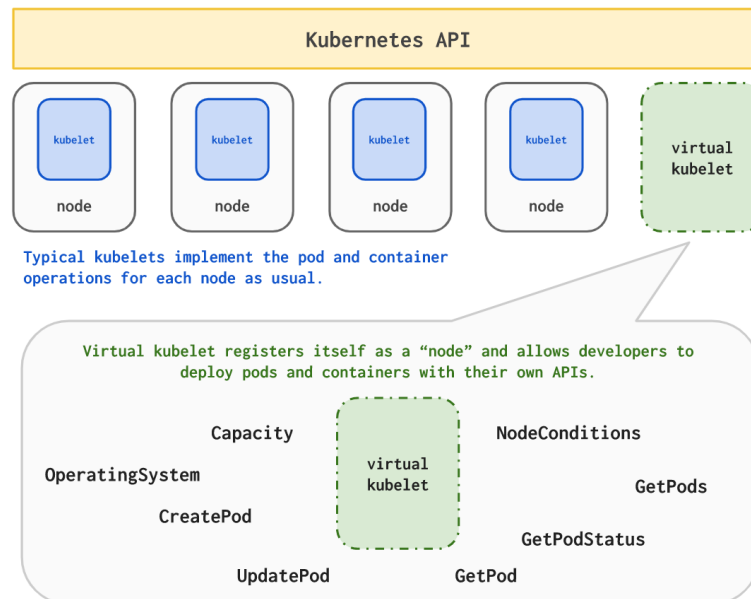 Kubernetes API
kubelet
kubelet
kubelet
kubelet
virtual
kubelet
node
node
node
node
Typical kubelets implement the pod and container
operations for each node as usual.
Virtual kubelet registers itself as a “node” and allows developers to
deploy pods and containers with their own APIs.
Capacity
NodeConditions
virtual
kubelet
OperatingSystem
GetPods
CreatePod
GetPodStatus
UpdatePod
GetPod